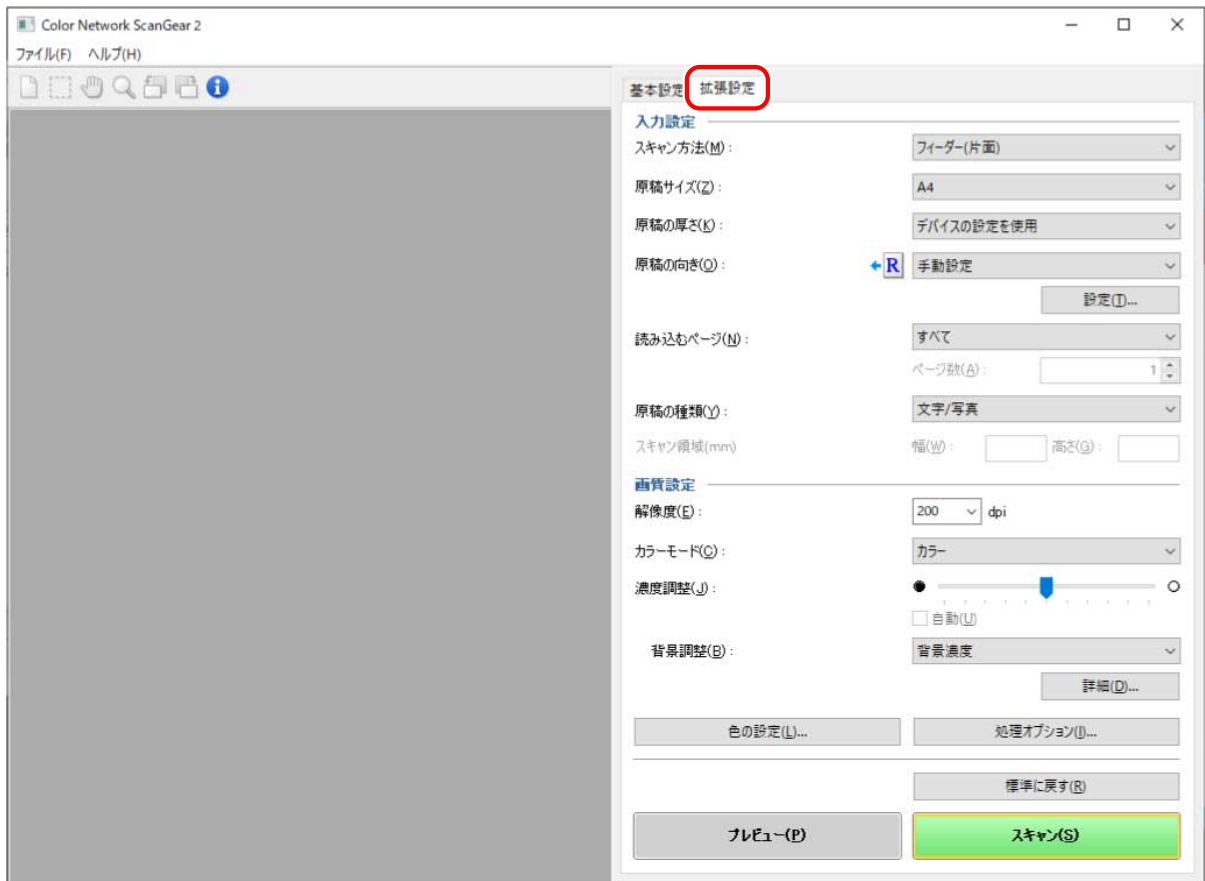 Color Network ScanGear 2
ファイル(F) ヘルプ(H)
基本設定 拡張設定
入力設定
スキャン方法(M) : フィーダー(片面)
原稿サイズ(Z) : A4
原稿の厚さ(K) : デバイスの設定を使用
原稿の向き(O) : R 手動設定
設定(T)...
読み込むページ(N) : すべて
ページ数(A) : 1
原稿の種類(Y) : 文字/写真
スキャン領域(mm) 幅(W) : 高さ(G) :
画質設定
解像度(E) : 200 dpi
カラーモード(C) : カラー
濃度調整(J) :
自動(U)
背景調整(B) : 背景濃度
詳細(D)...
色の設定(L)... 処理オプション(I)...
標準に戻す(R)
プレビュー(P) スキャン(S)